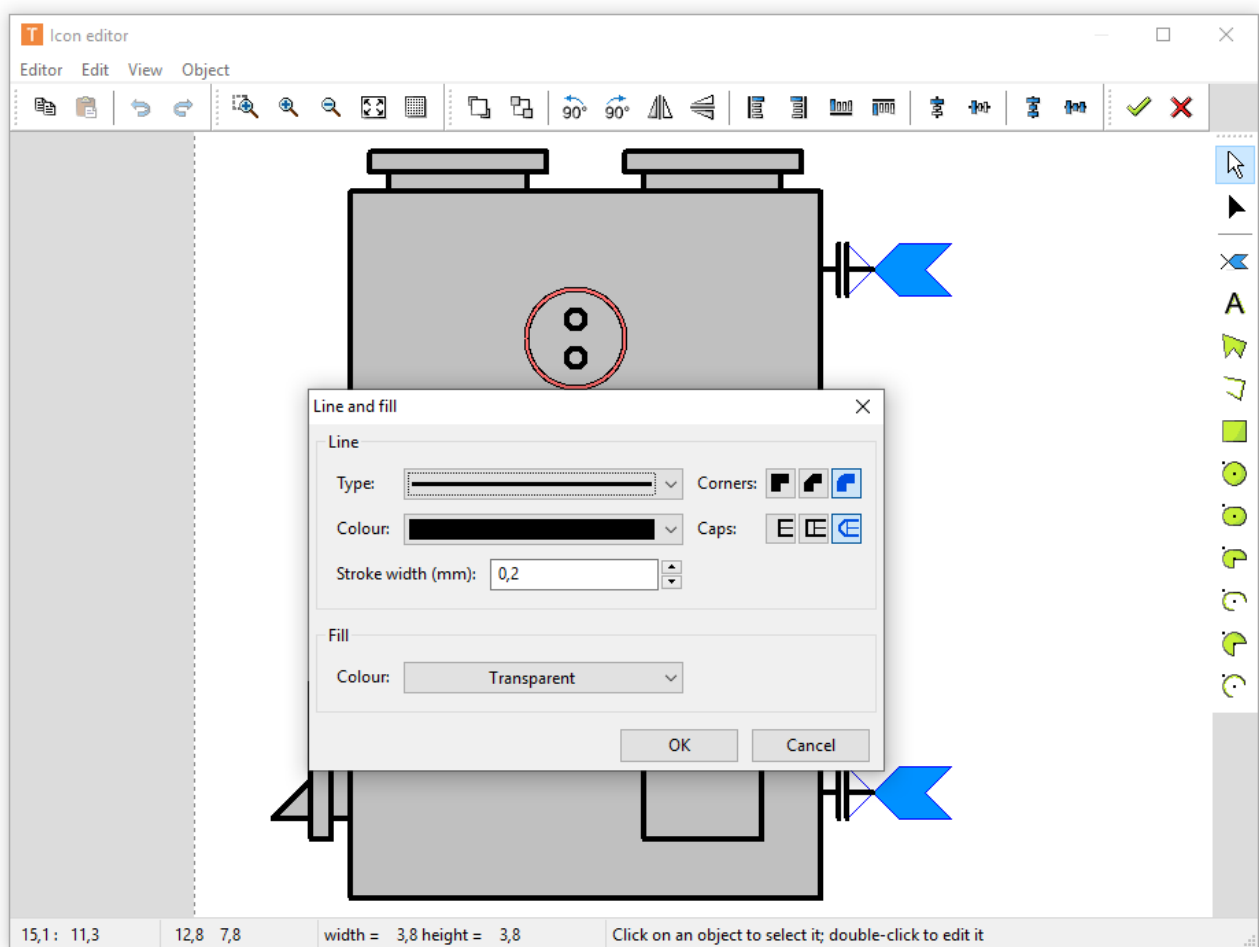 T Icon editor
Editor Edit View Object
90° 90°
A
Line and fill
Line
Type: Corners:
Colour: Caps:
Stroke width (mm): 0,2
Fill
Colour: Transparent
OK Cancel
15,1 : 11,3 12,8 7,8 width = 3,8 height = 3,8 Click on an object to select it; double-click to edit it